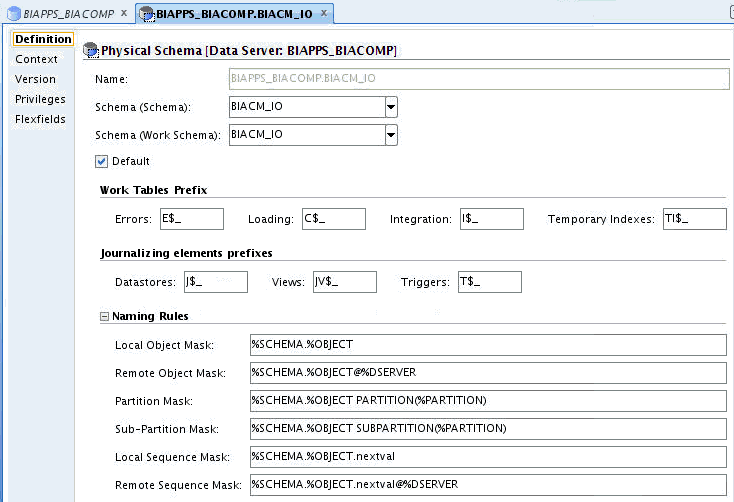 BIAPPS_BIACOMP x BIAPPS_BIACOMP.BIACM_IO x
Definition
Context
Version
Privileges
Flexfields
Physical Schema [Data Server: BIAPPS_BIACOMP]
Name: BIAPPS_BIACOMP.BIACM_IO
Schema (Schema): BIACM_IO
Schema (Work Schema): BIACM_IO
Default
Work Tables Prefix
Errors: E$_ Loading: C$_ Integration: I$_ Temporary Indexes: TI$_
Journalizing elements prefixes
Datastores: J$_ Views: JV$_ Triggers: T$_
Naming Rules
Local Object Mask: %SCHEMA.%OBJECT
Remote Object Mask: %SCHEMA.%OBJECT@%DSERVER
Partition Mask: %SCHEMA.%OBJECT PARTITION(%PARTITION)
Sub-Partition Mask: %SCHEMA.%OBJECT SUBPARTITION(%PARTITION)
Local Sequence Mask: %SCHEMA.%OBJECT.nextval
Remote Sequence Mask: %SCHEMA.%OBJECT.nextval@%DSERVER